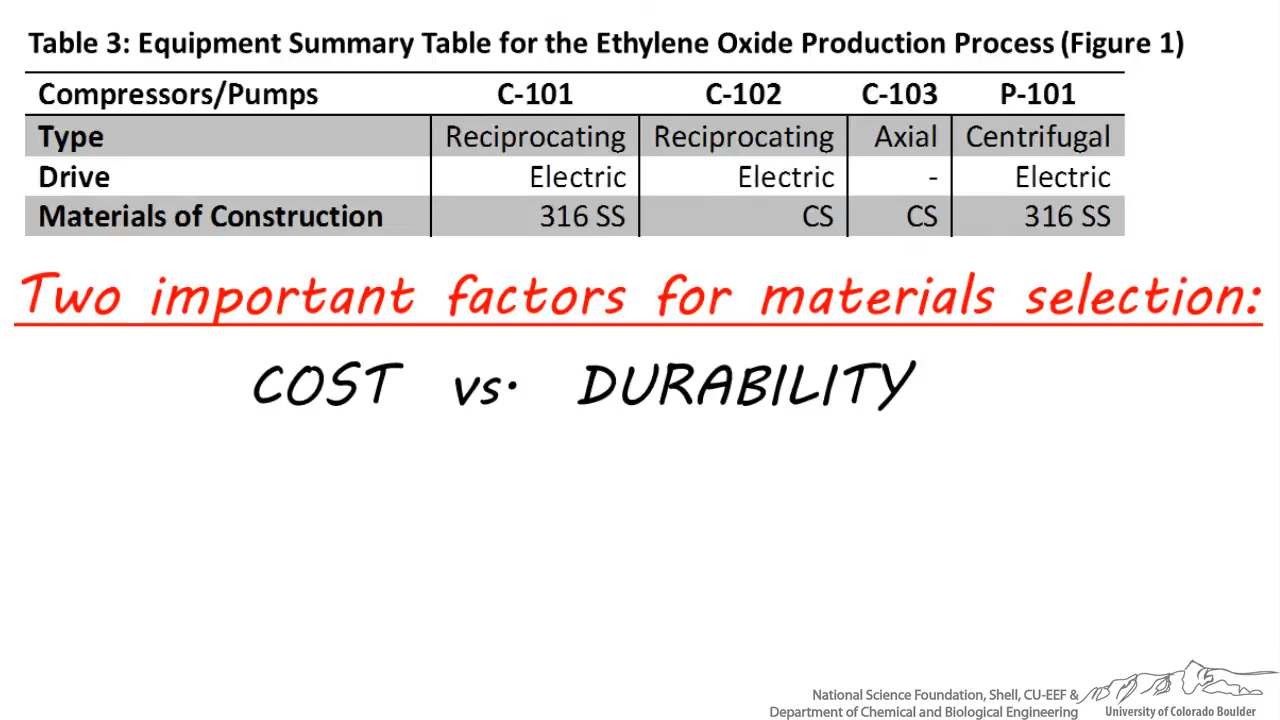 Table 3: Equipment Summary Table for the Ethylene Oxide Production Process (Figure 1)
Compressors/Pumps C-101 C-102 C-103 P-101
Type Reciprocating Reciprocating Axial Centrifugal
Drive Electric Electric - Electric
Materials of Construction 316 SS CS CS 316 SS
Two important factors for materials selection:
COST vs. DURABILITY
National Science Foundation, Shell, CU-EEF &
Department of Chemical and Biological Engineering
University of Colorado Boulder